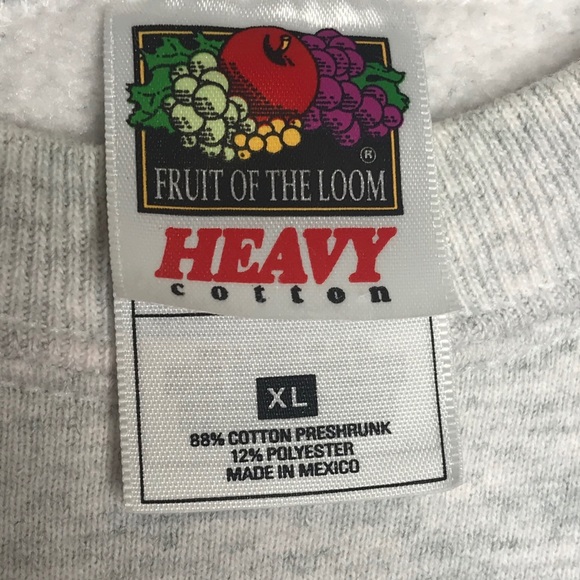 ®
FRUIT OF THE LOOM
HEAVY
cotton
XL
88% COTTON PRESHRUNK
12% POLYESTER
MADE IN MEXICO